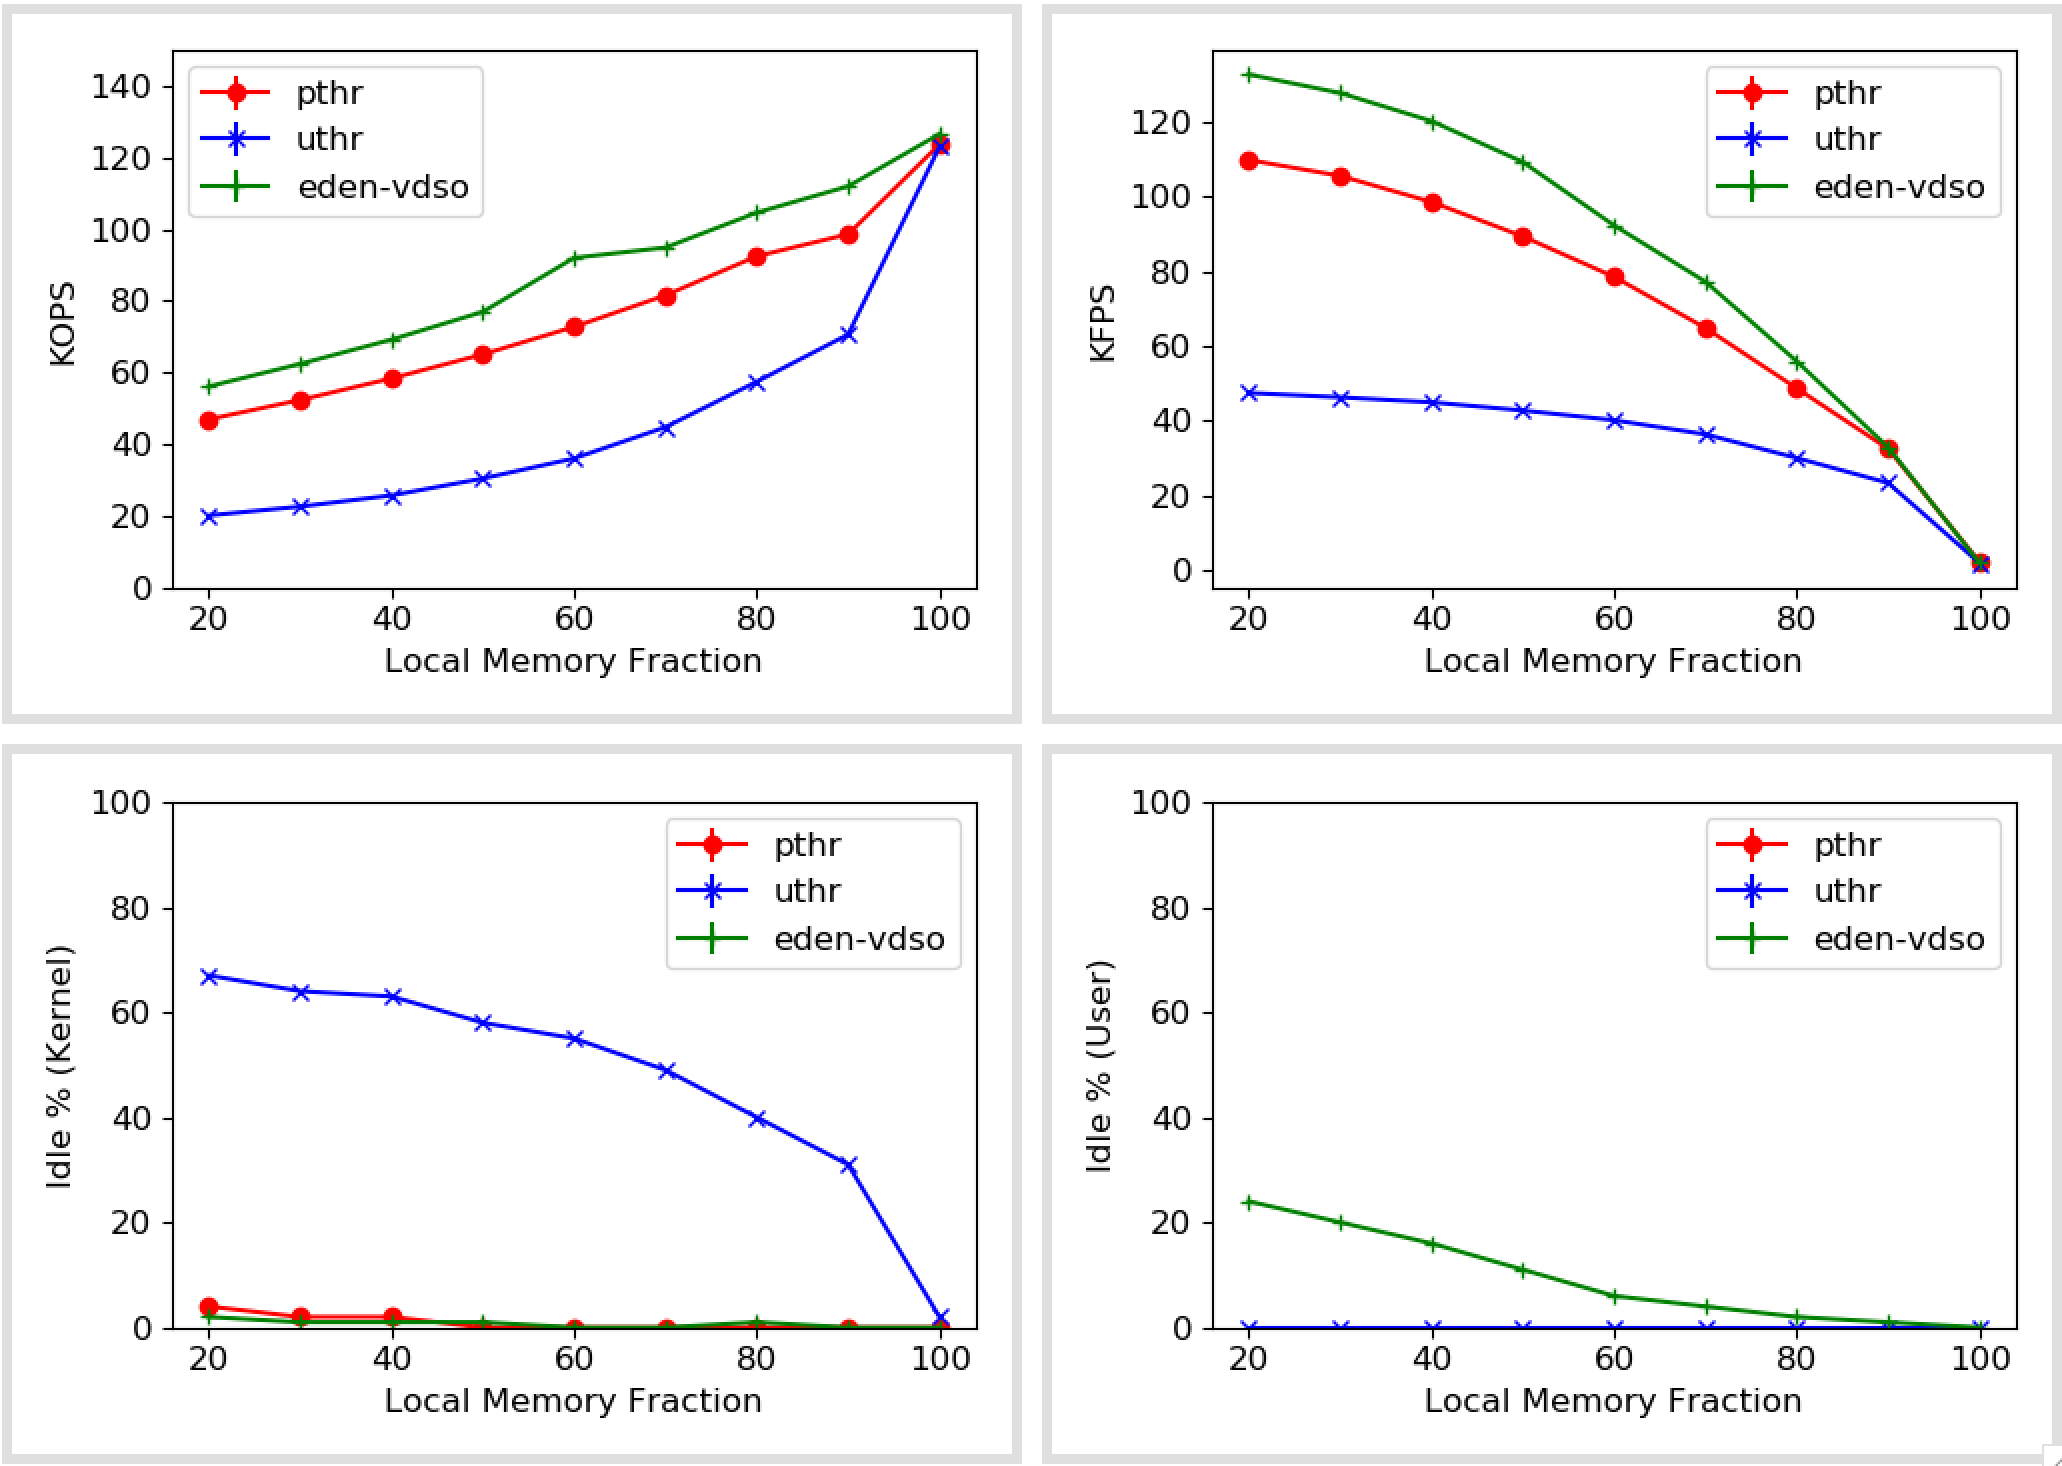 140
120
100
80
60
40
20
0
KOPS
pthr
uthr
eden-vdso
20 40 60 80 100
Local Memory Fraction
120
100
80
60
40
20
0
KFPS
pthr
uthr
eden-vdso
20 40 60 80 100
Local Memory Fraction
100
80
60
40
20
0
Idle % (Kernel)
pthr
uthr
eden-vdso
20 40 60 80 100
Local Memory Fraction
100
80
60
40
20
0
Idle % (User)
pthr
uthr
eden-vdso
20 40 60 80 100
Local Memory Fraction